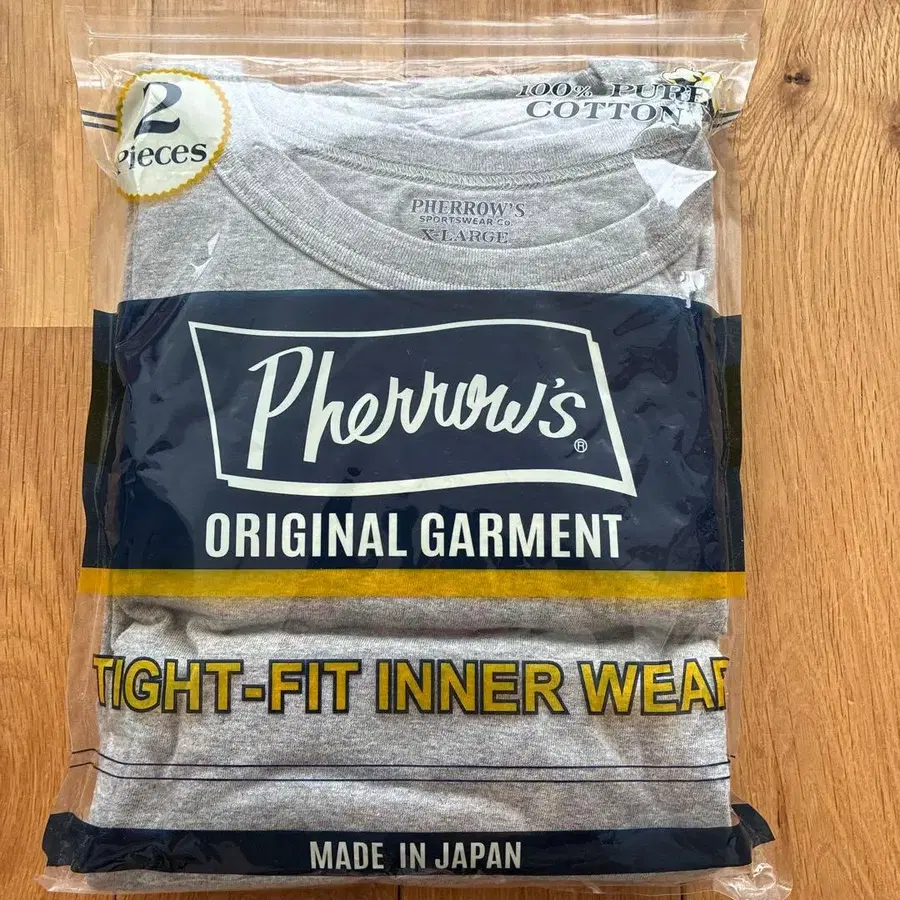 2
Pieces
100% PURE
COTTON
PHERROW'S
SPORTSWEAR Co.
X-LARGE
Pherrow's®
ORIGINAL GARMENT
TIGHT-FIT INNER WEAR
MADE IN JAPAN